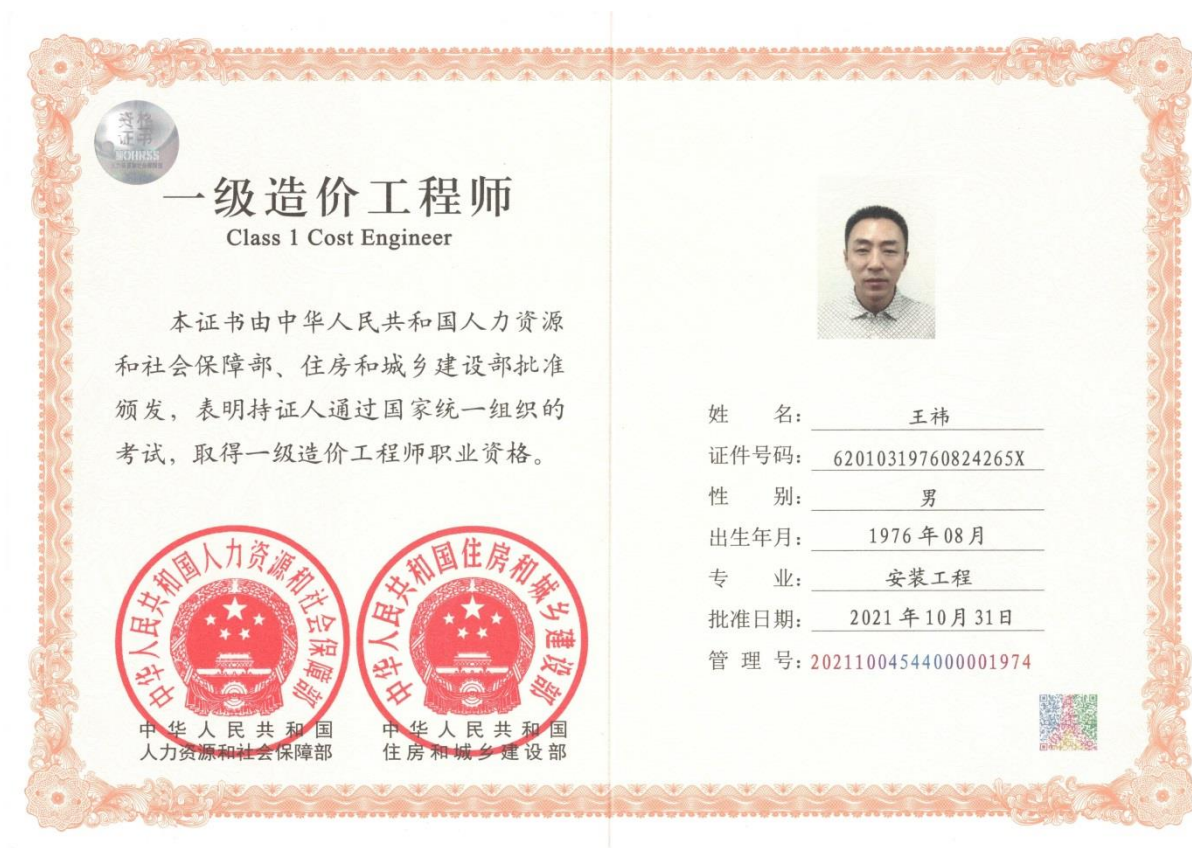 资格
证书
MOHRSS
一级造价工程师
Class 1 Cost Engineer
本证书由中华人民共和国人力资源
和社会保障部、住房和城乡建设部批准
颁发，表明持证人通过国家统一组织的
考试，取得一级造价工程师职业资格。
中华人民共和国人力资源和社会保障部
中华人民共和国住房和城乡建设部
中华人民共和国
人力资源和社会保障部
中华人民共和国
住房和城乡建设部
姓 名：王祎
证件号码：62010319760824265X
性 别：男
出生年月：1976年08月
专 业：安装工程
批准日期：2021年10月31日
管 理 号：20211004544000001974